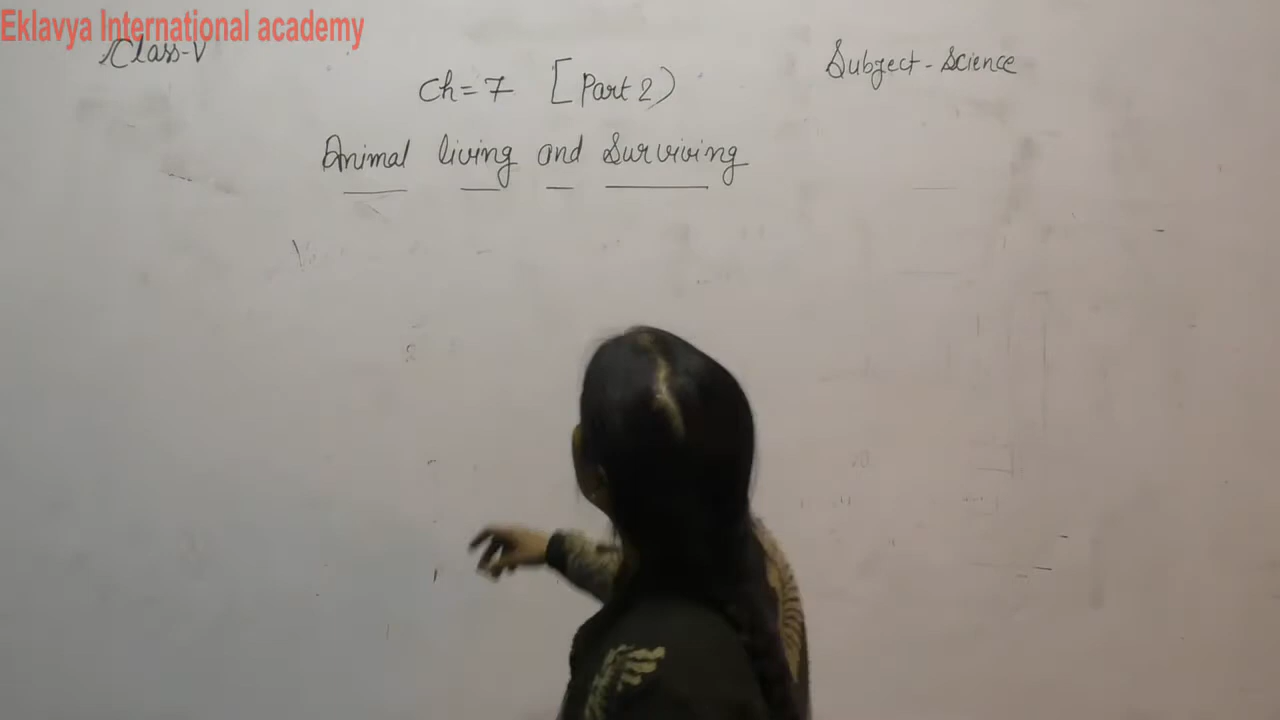 Eklavya International academy
Class-V
Subject - Science
Ch = 7 [Part 2)
Animal living and Surviving